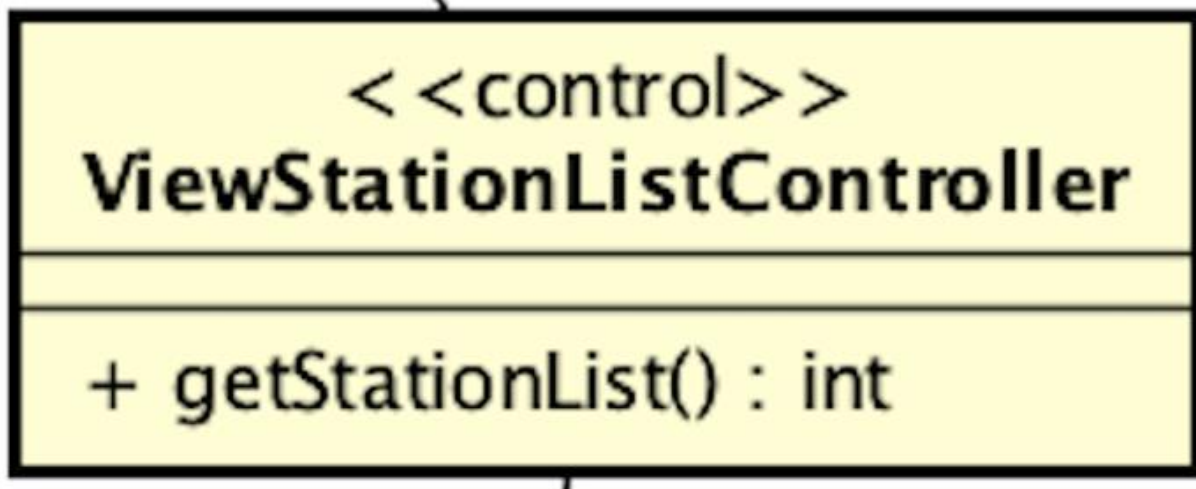 <<control>>
ViewStationListController
+ getStationList() : int